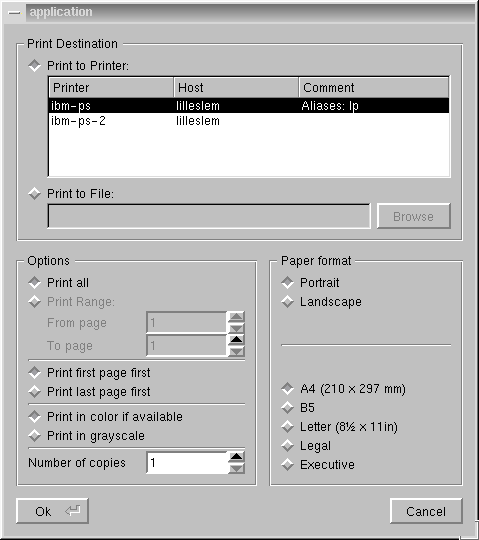 application
Print Destination
Print to Printer:
Printer Host Comment
ibm-ps lilleslem Aliases: lp
ibm-ps-2 lilleslem
Print to File:
Browse
Options
Print all
Print Range:
From page 1
To page 1
Print first page first
Print last page first
Print in color if available
Print in grayscale
Number of copies 1
Paper format
Portrait
Landscape
A4 (210 x 297 mm)
B5
Letter (8½ x 11in)
Legal
Executive
Ok
Cancel